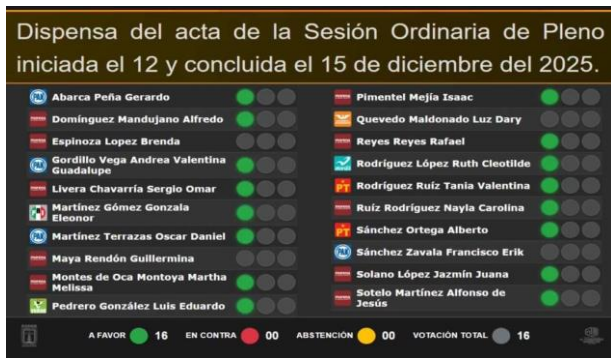 Dispensa del acta de la Sesión Ordinaria de Pleno
iniciada el 12 y concluida el 15 de diciembre del 2025.
Abarca Peña Gerardo
Domínguez Mandujano Alfredo
Espinoza Lopez Brenda
Gordillo Vega Andrea Valentina
Guadalupe
Livera Chavarría Sergio Omar
Martínez Gómez Gonzala
Eleonor
Martínez Terrazas Oscar Daniel
Maya Rendón Guillermina
Montes de Oca Montoya Martha
Melissa
Pedrero González Luis Eduardo
Pimentel Mejía Isaac
Quevedo Maldonado Luz Dary
Reyes Reyes Rafael
Rodríguez López Ruth Cleotilde
PT Rodríguez Ruíz Tania Valentina
Ruíz Rodríguez Nayla Carolina
PT Sánchez Ortega Alberto
Sánchez Zavala Francisco Erik
Solano López Jazmín Juana
Sotelo Martínez Alfonso de
Jesús
A FAVOR 16 EN CONTRA 00 ABSTENCIÓN 00 VOTACIÓN TOTAL 16